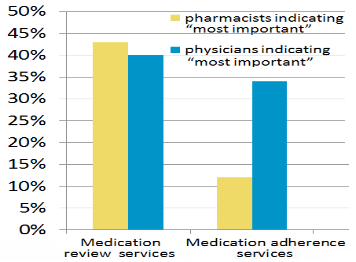 50%
45%
40%
35%
30%
25%
20%
15%
10%
5%
0%
pharmacists indicating
“most important”
physicians indicating
“most important”
Medication
review services
Medication adherence
services